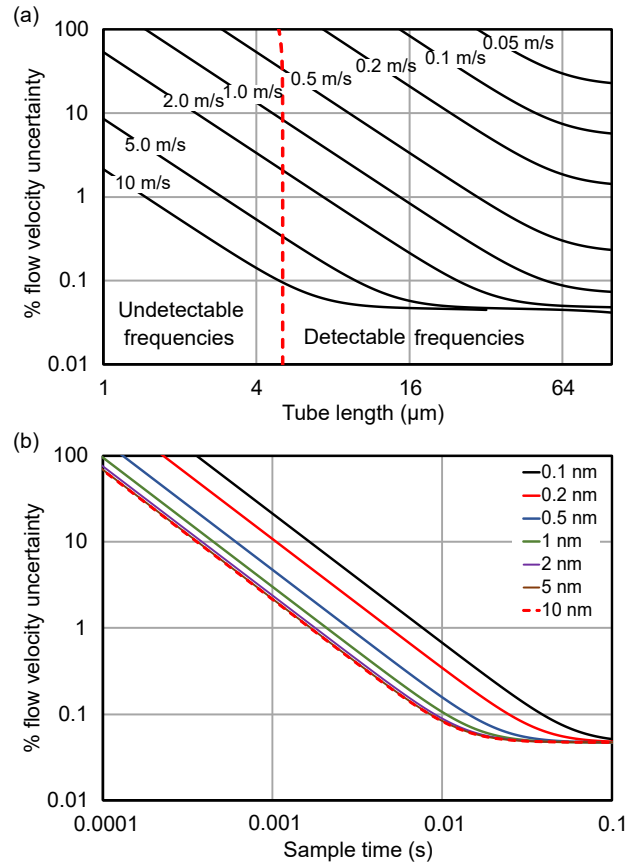 (a)
100
10
1
0.1
0.01
% flow velocity uncertainty
0.05 m/s
0.1 m/s
0.2 m/s
0.5 m/s
1.0 m/s
2.0 m/s
5.0 m/s
10 m/s
Undetectable
frequencies
Detectable frequencies
1 4 16 64
Tube length (μm)
(b)
100
10
1
0.1
0.01
% flow velocity uncertainty
0.1 nm
0.2 nm
0.5 nm
1 nm
2 nm
5 nm
10 nm
0.0001 0.001 0.01 0.1
Sample time (s)